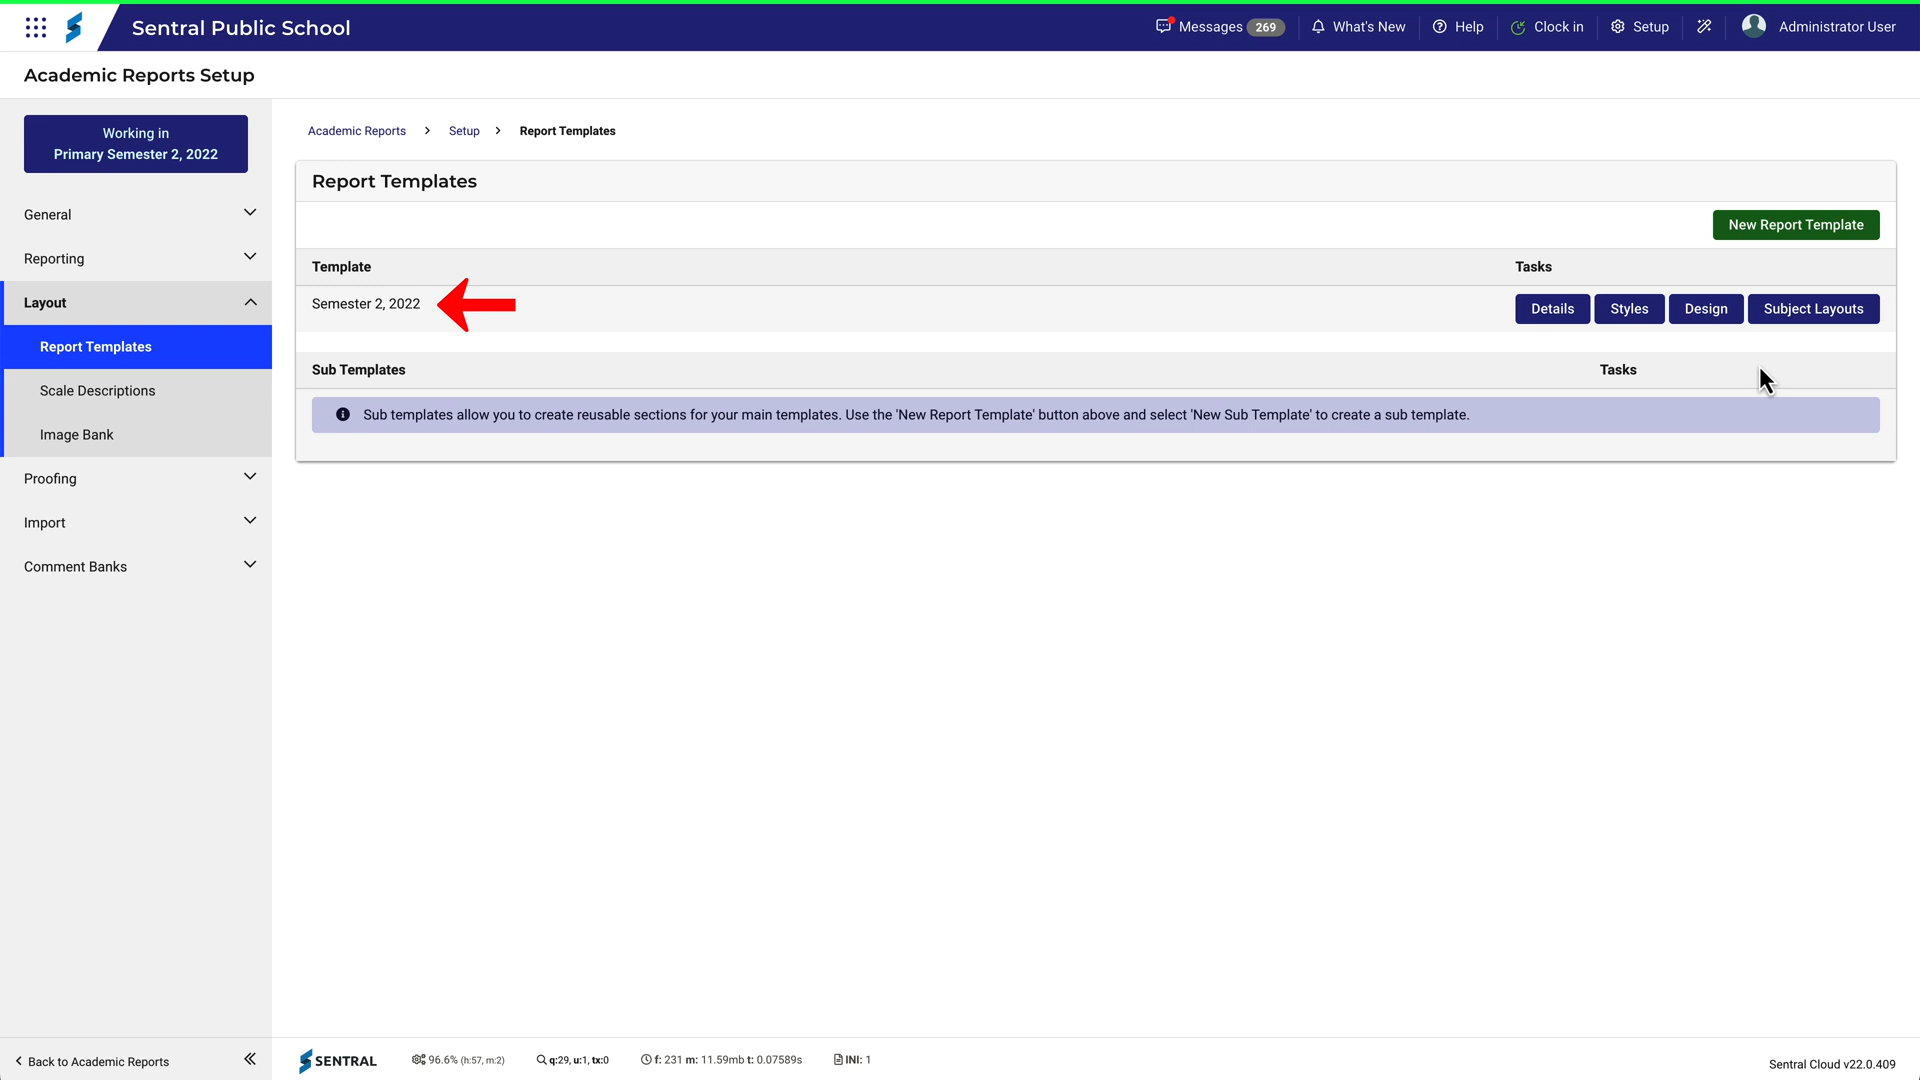 Sentral Public School
Messages 269
What's New
Help
Clock in
Setup
Administrator User
Academic Reports Setup
Working in
Primary Semester 2, 2022
General
Reporting
Layout
Report Templates
Scale Descriptions
Image Bank
Proofing
Import
Comment Banks
Academic Reports > Setup > Report Templates
Report Templates
New Report Template
Template Tasks
Semester 2, 2022 Details Styles Design Subject Layouts
Sub Templates Tasks
Sub templates allow you to create reusable sections for your main templates. Use the 'New Report Template' button above and select 'New Sub Template' to create a sub template.
Back to Academic Reports
SENTRAL
96.6% (h:57, m:2)
q:29, u:1, tx:0
f: 231 m: 11.59mb t: 0.07589s
INI: 1
Sentral Cloud v22.0.409